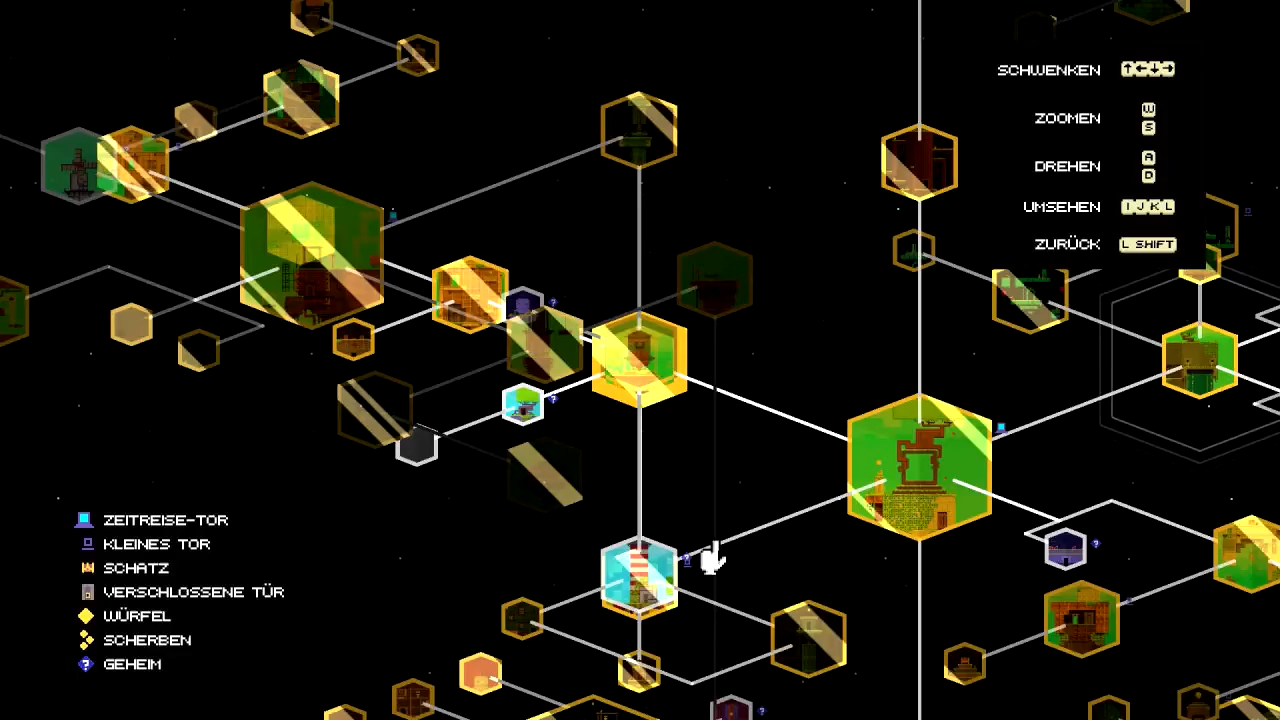 SCHWENKEN ↑←↓→
ZOOMEN W
S
DREHEN A
D
UMSEHEN I J K L
ZURÜCK L SHIFT
?
?
?
?
?
ZEITREISE-TOR
KLEINES TOR
SCHATZ
VERSCHLOSSENE TÜR
WÜRFEL
SCHERBEN
? GEHEIM